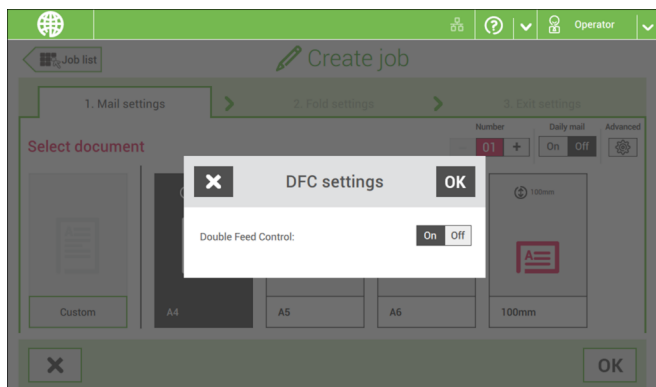 Operator
Job list
Create job
1. Mail settings
2. Fold settings
3. Exit settings
Select document
Number
Daily mail
Advanced
- 01 +
On Off
DFC settings
OK
Double Feed Control:
On Off
100mm
Custom
A4
A5
A6
100mm
OK